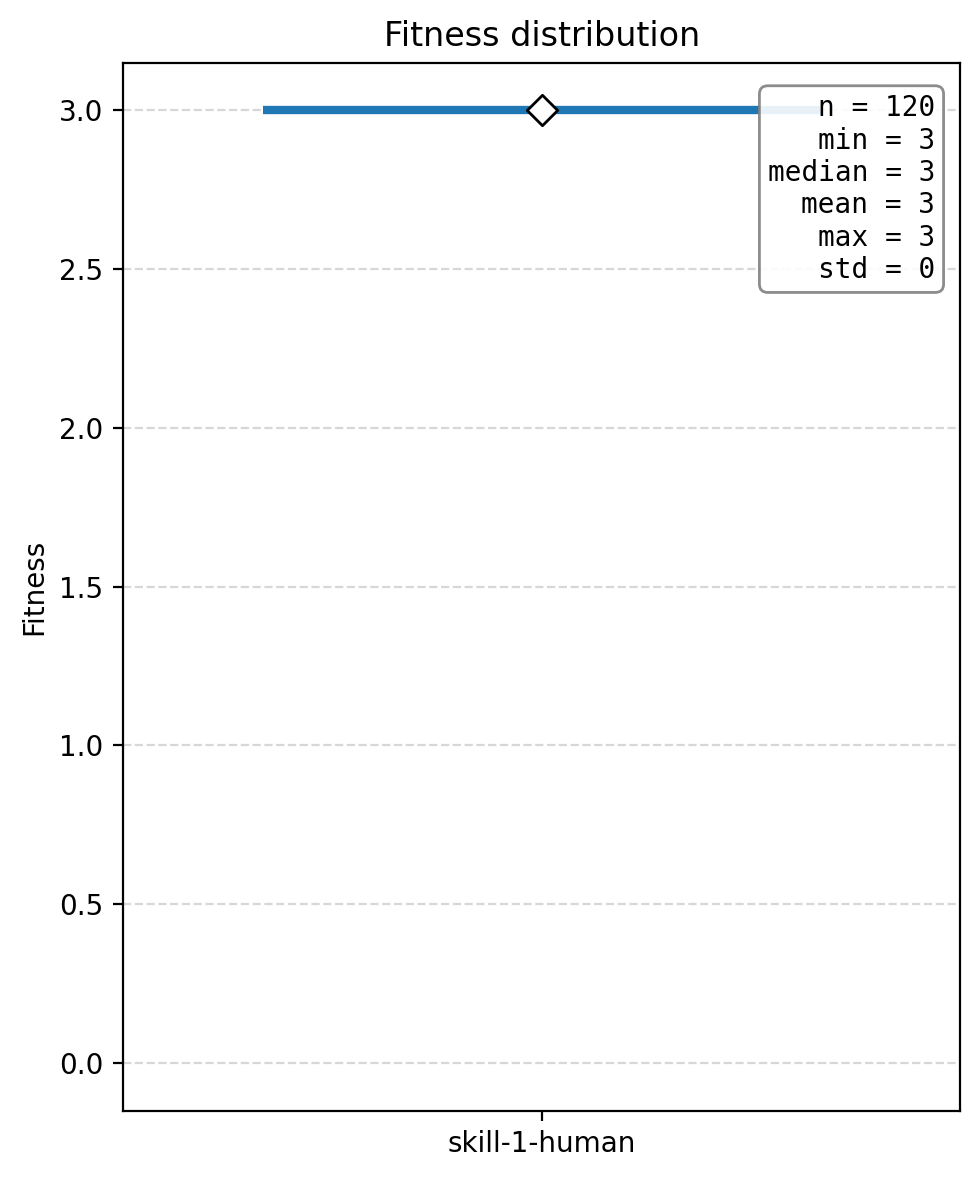 Fitness distribution
3.0
2.5
2.0
1.5
1.0
0.5
0.0
Fitness
n = 120
min = 3
median = 3
mean = 3
max = 3
std = 0
skill-1-human